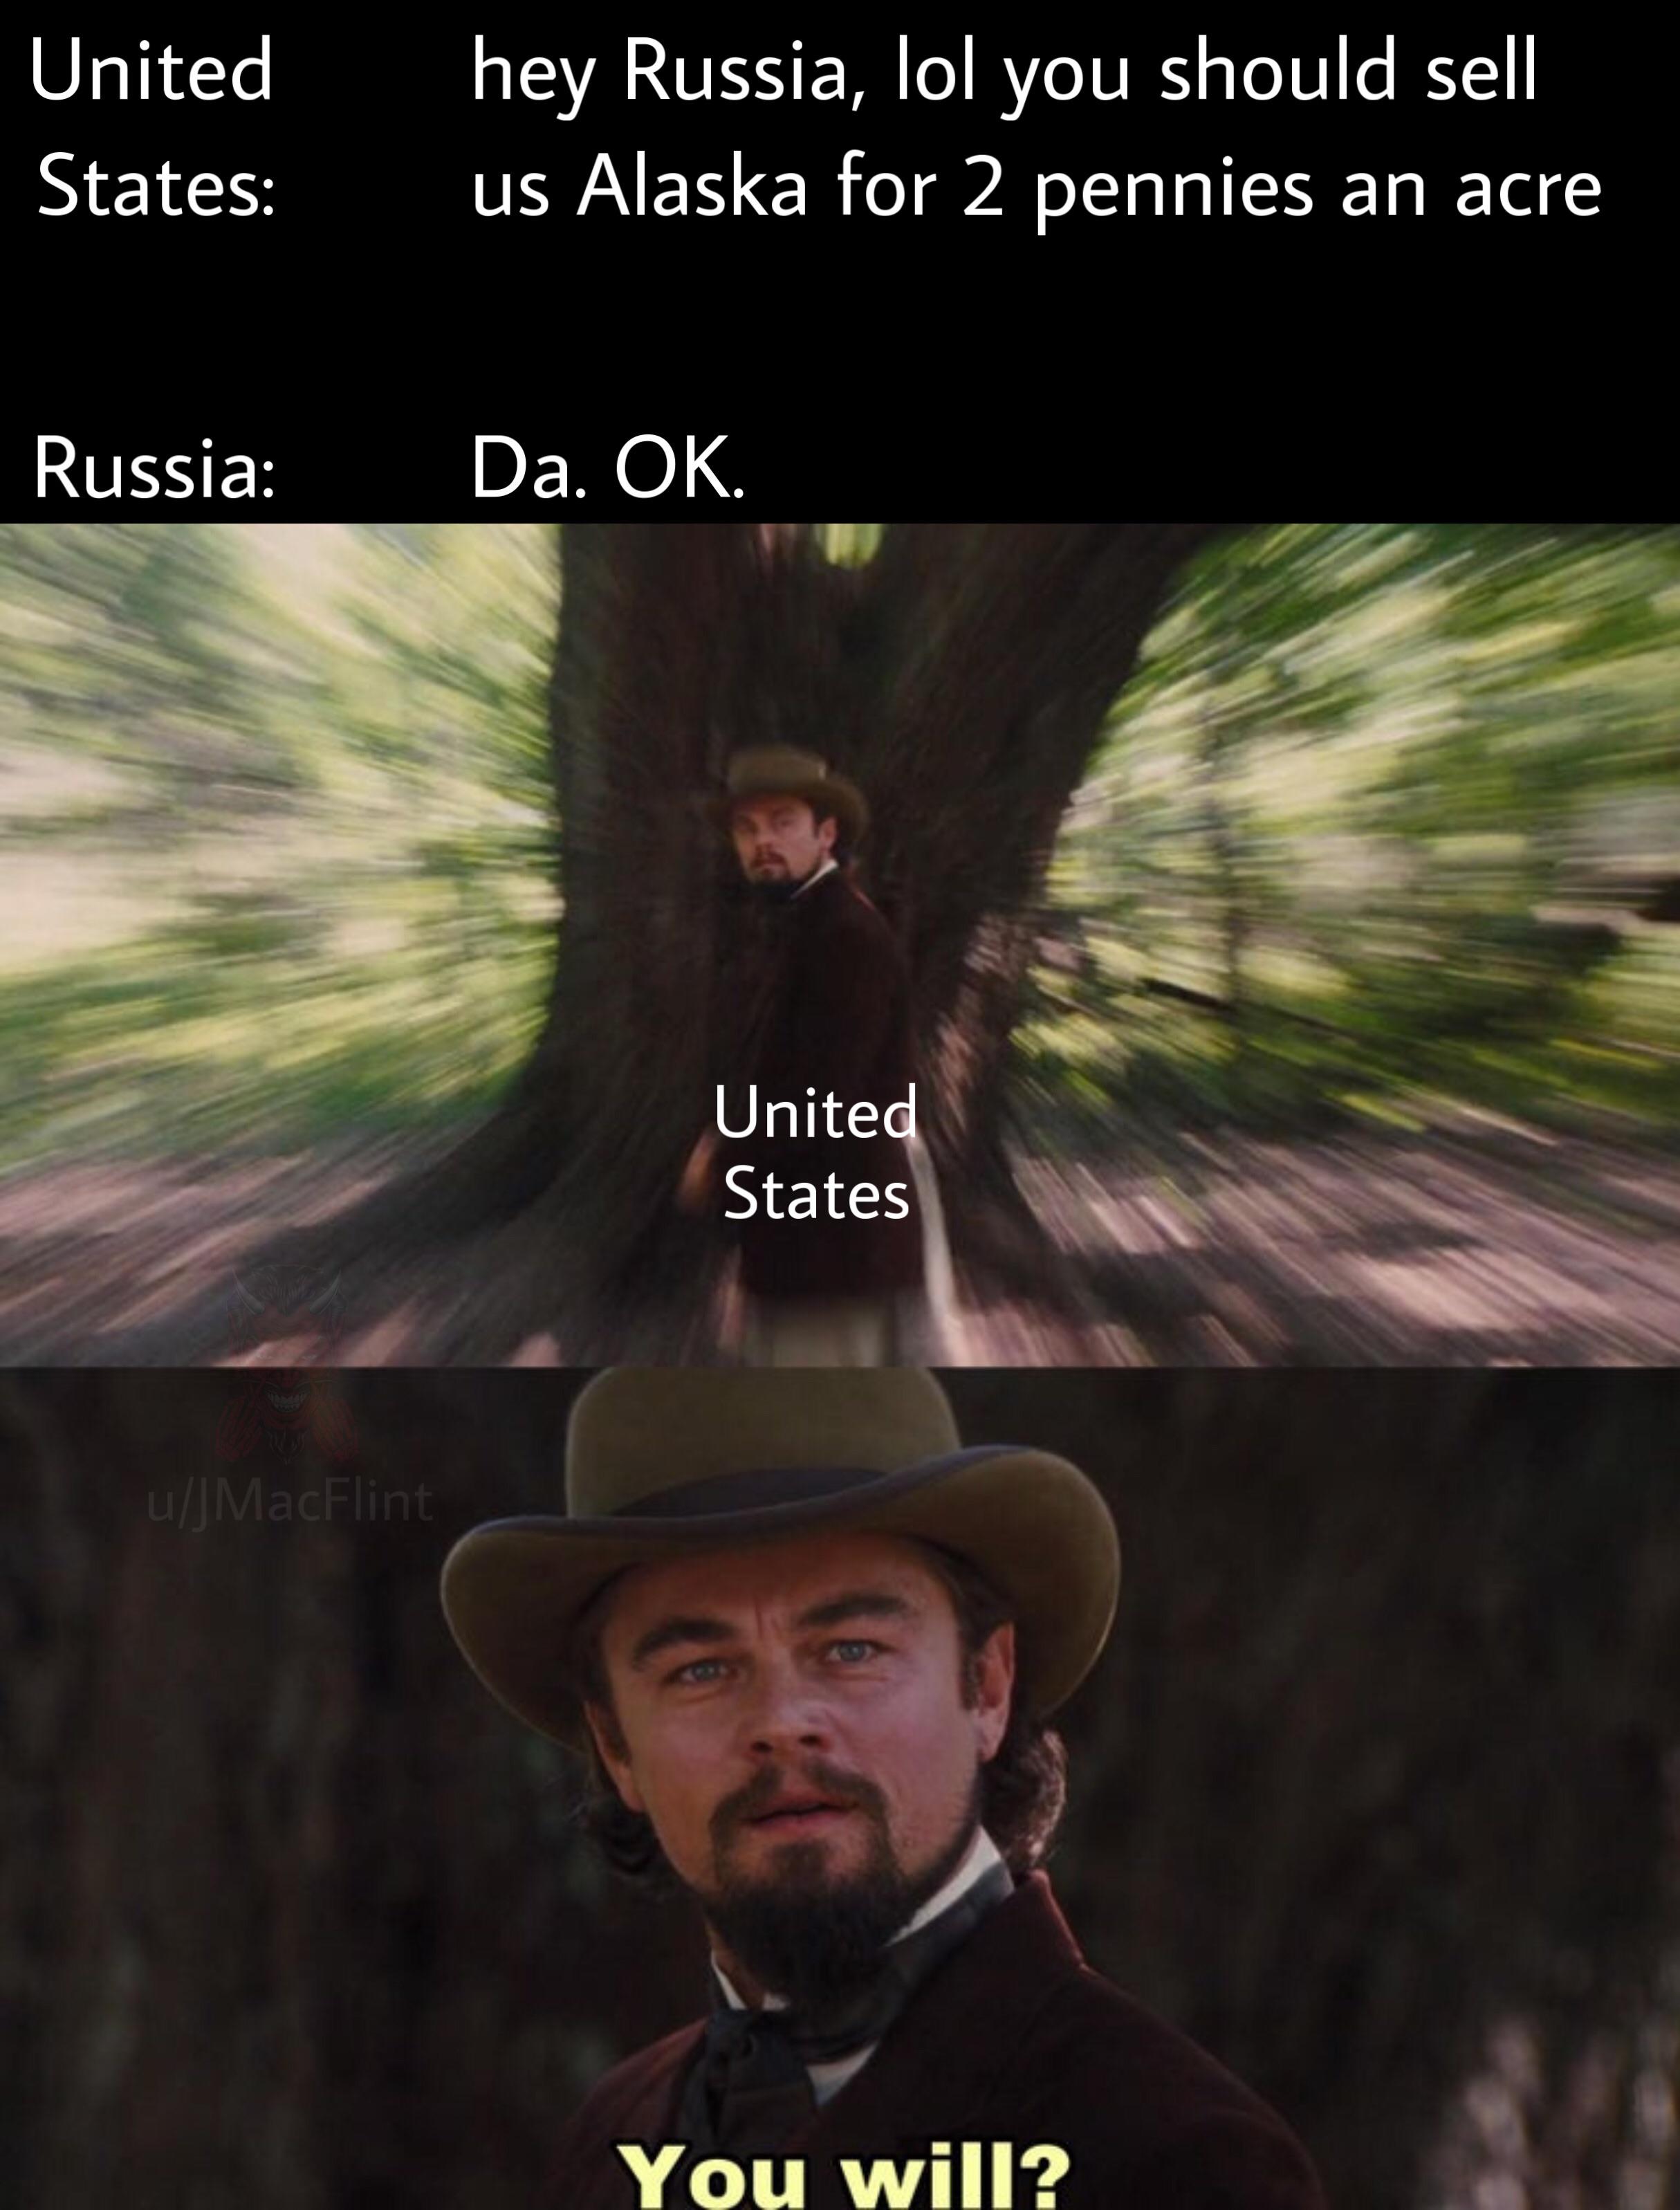 United hey Russia, lol you should sell
States: us Alaska for 2 pennies an acre
Russia: Da. OK.
United
States
u/JMacFlint
You will?